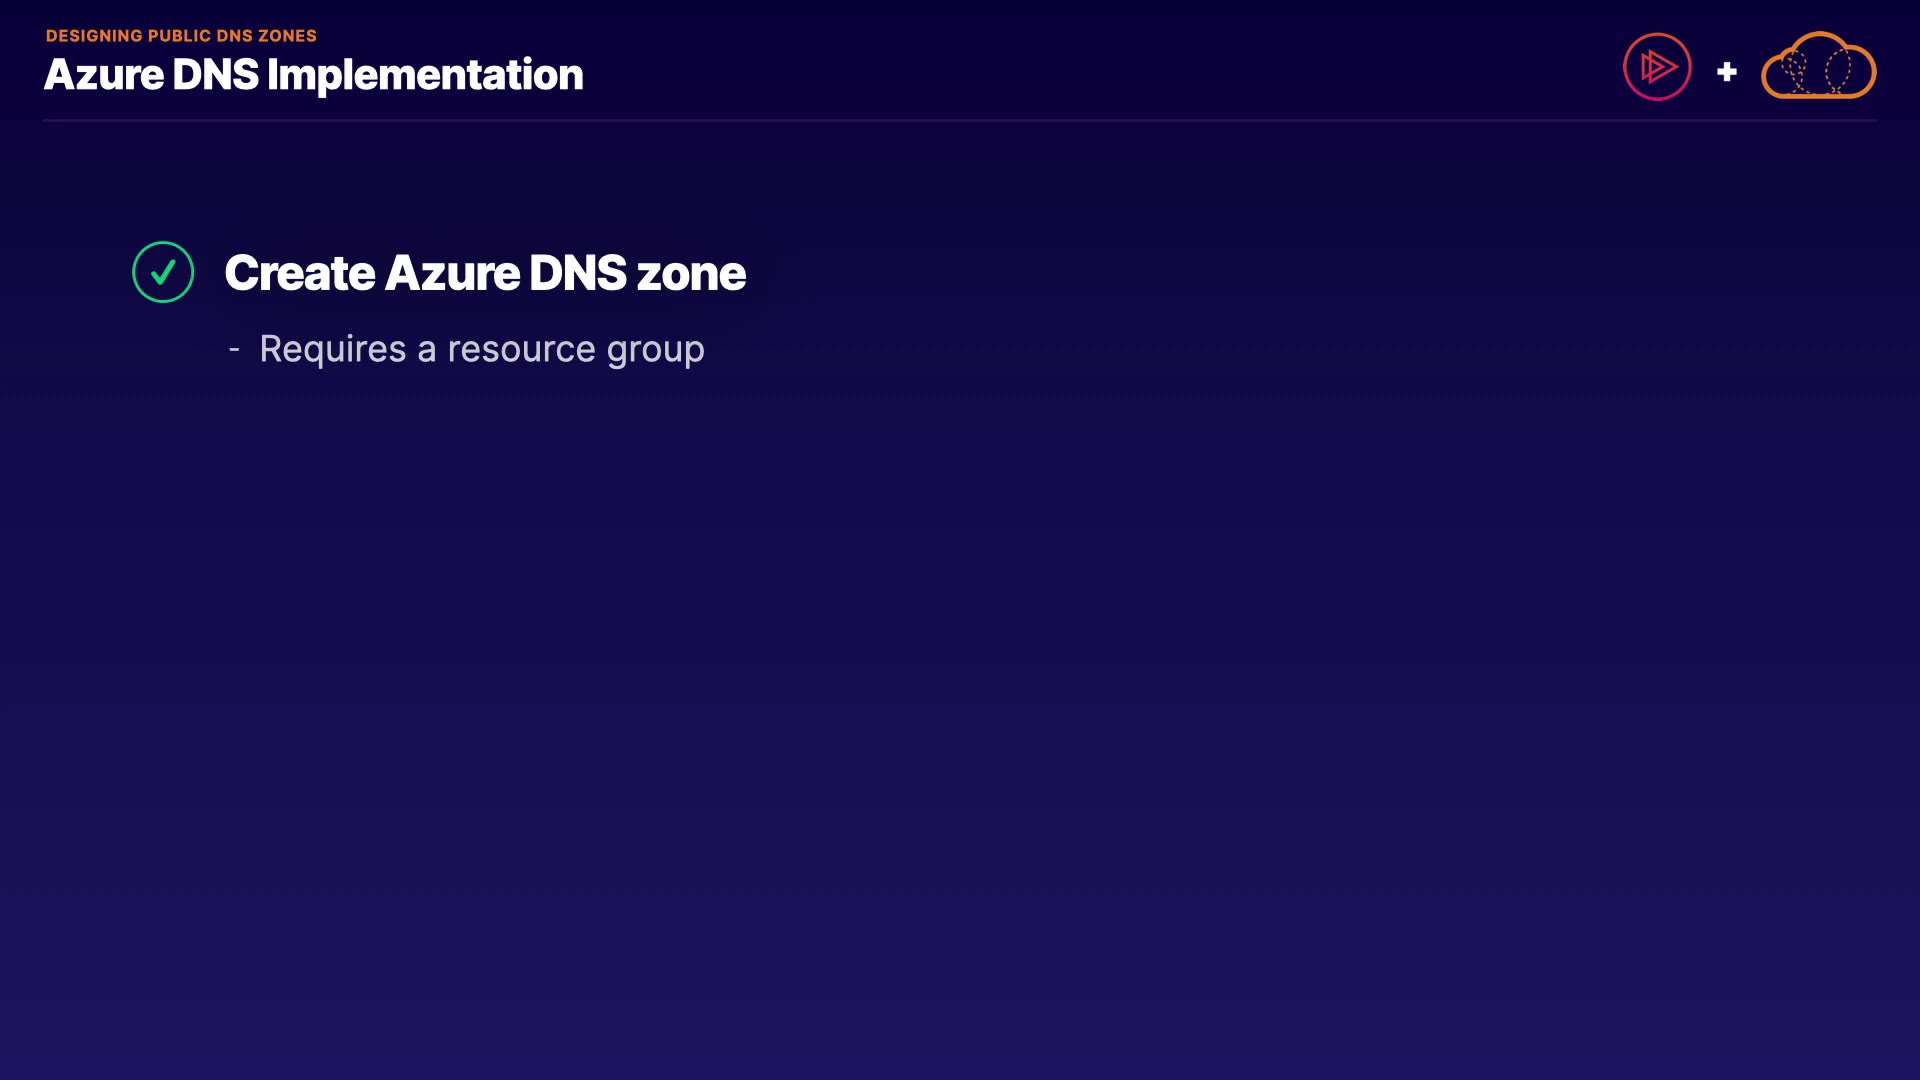 DESIGNING PUBLIC DNS ZONES
Azure DNS Implementation
Create Azure DNS zone
- Requires a resource group